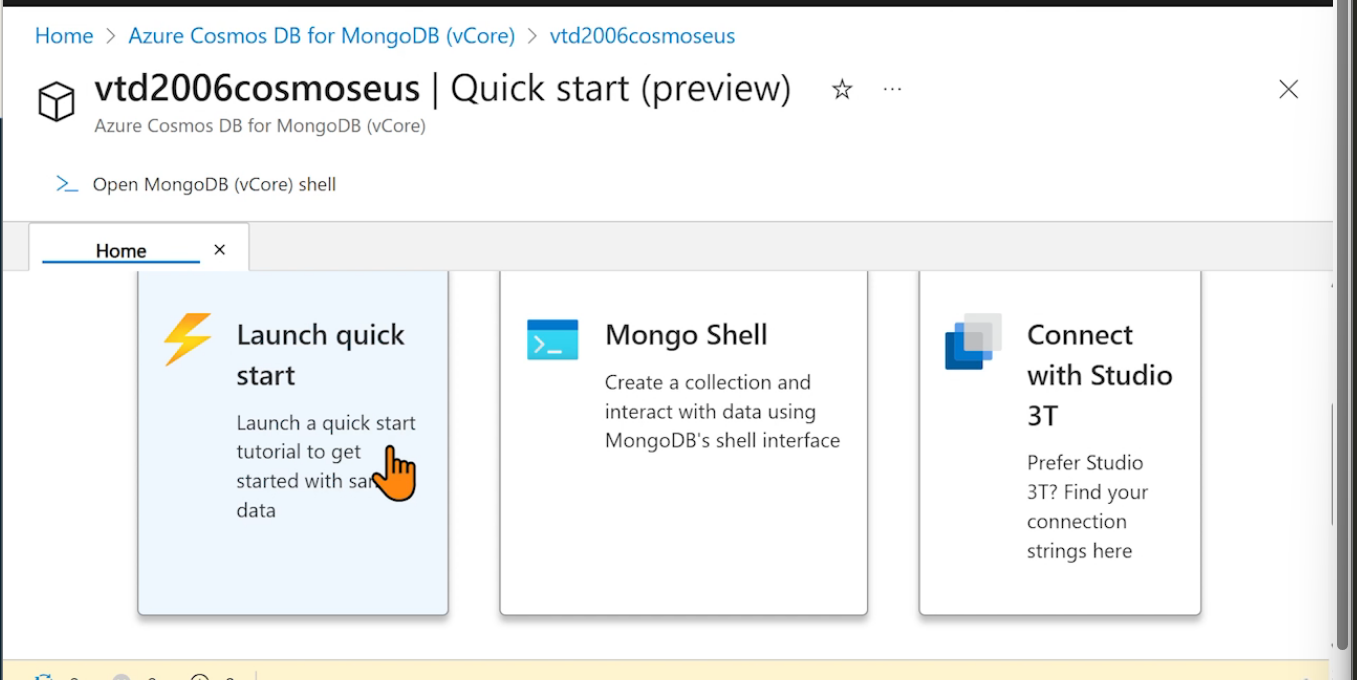 Home > Azure Cosmos DB for MongoDB (vCore) > vtd2006cosmoseus
vtd2006cosmoseus | Quick start (preview)
Azure Cosmos DB for MongoDB (vCore)
Open MongoDB (vCore) shell
Home
Launch quick
start
Launch a quick start
tutorial to get
started with
data
Mongo Shell
Create a collection and
interact with data using
MongoDB's shell interface
Connect
with Studio
3T
Prefer Studio
3T? Find your
connection
strings here